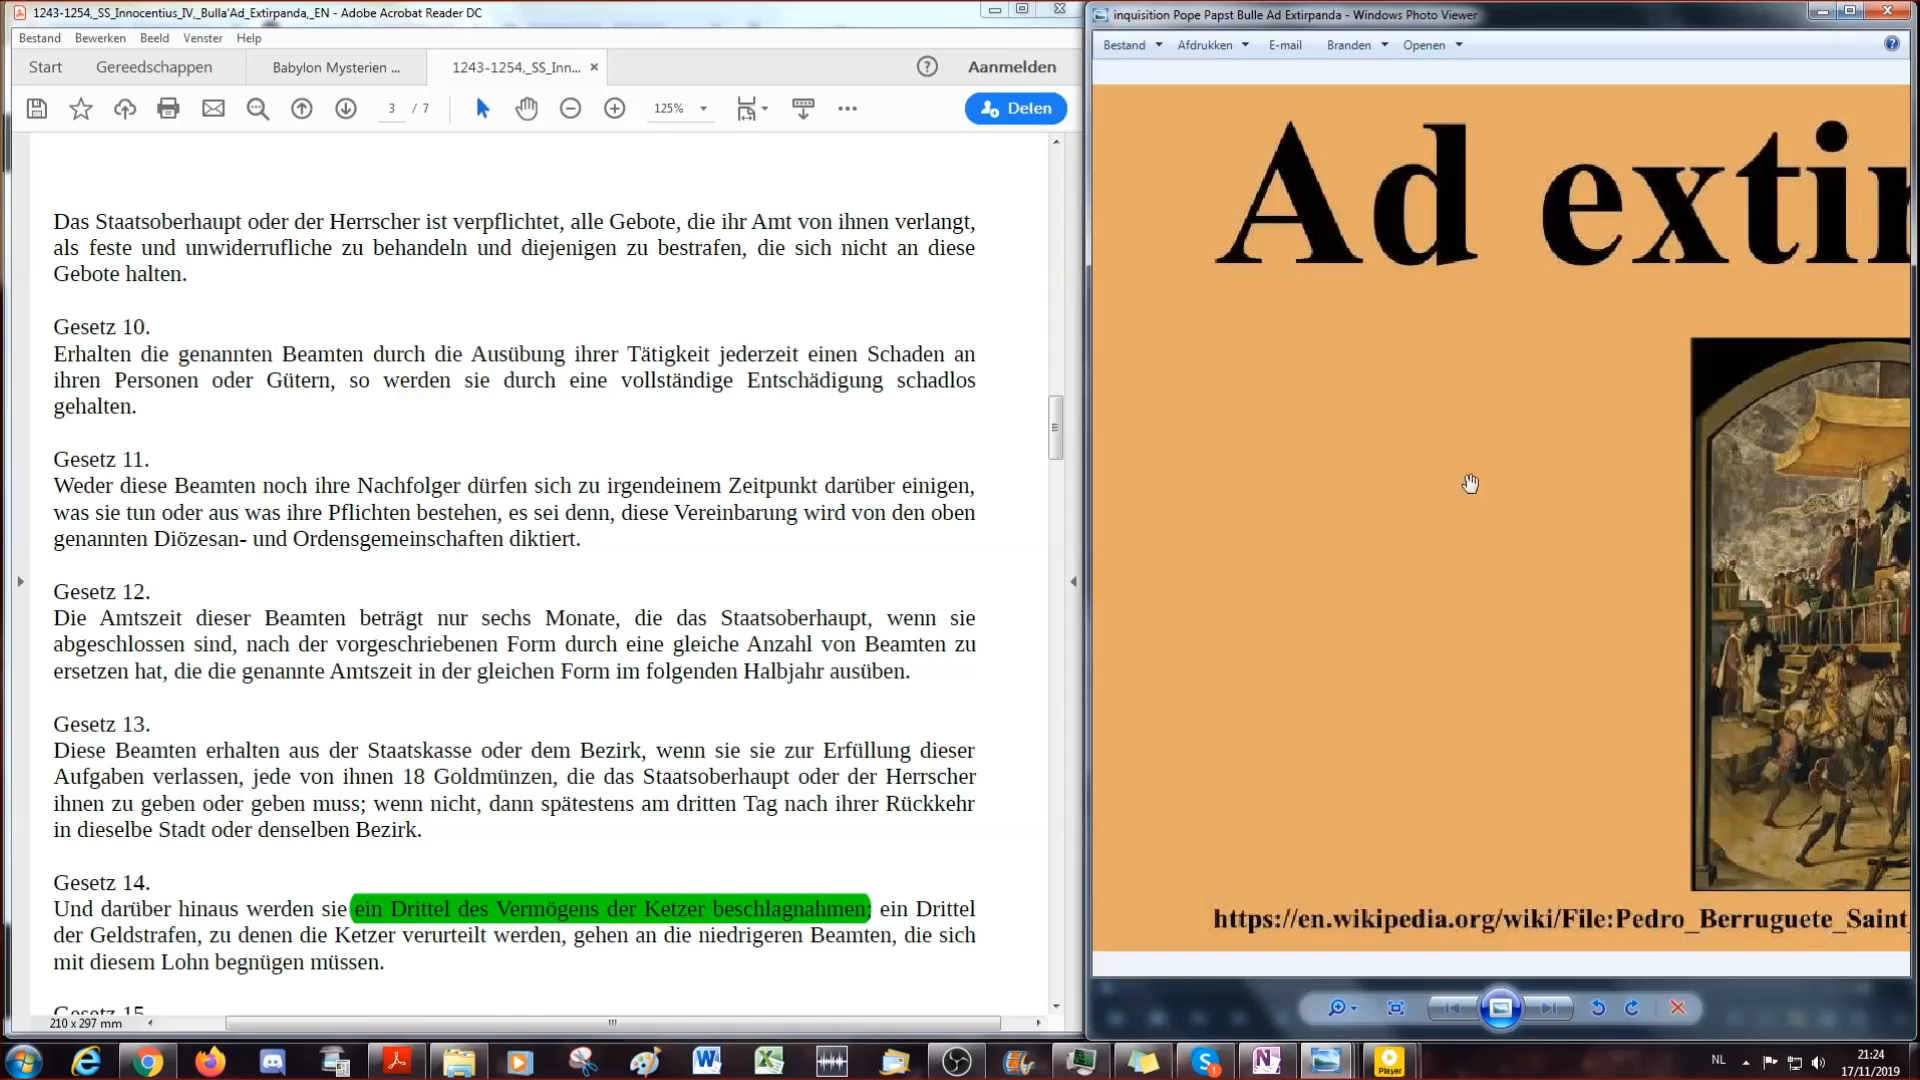 1243-1254,_SS_Innocentius_IV,_Bulla'Ad_Extirpanda,_EN - Adobe Acrobat Reader DC
Bestand Bewerken Beeld Venster Help
Start Gereedschappen Babylon Mysterien ... 1243-1254,_SS_Inn... × Aanmelden
3 / 7 125% Delen
Das Staatsoberhaupt oder der Herrscher ist verpflichtet, alle Gebote, die ihr Amt von ihnen verlangt,
als feste und unwiderrufliche zu behandeln und diejenigen zu bestrafen, die sich nicht an diese
Gebote halten.
Gesetz 10.
Erhalten die genannten Beamten durch die Ausübung ihrer Tätigkeit jederzeit einen Schaden an
ihren Personen oder Gütern, so werden sie durch eine vollständige Entschädigung schadlos
gehalten.
Gesetz 11.
Weder diese Beamten noch ihre Nachfolger dürfen sich zu irgendeinem Zeitpunkt darüber einigen,
was sie tun oder aus was ihre Pflichten bestehen, es sei denn, diese Vereinbarung wird von den oben
genannten Diözesan- und Ordensgemeinschaften diktiert.
Gesetz 12.
Die Amtszeit dieser Beamten beträgt nur sechs Monate, die das Staatsoberhaupt, wenn sie
abgeschlossen sind, nach der vorgeschriebenen Form durch eine gleiche Anzahl von Beamten zu
ersetzen hat, die die genannte Amtszeit in der gleichen Form im folgenden Halbjahr ausüben.
Gesetz 13.
Diese Beamten erhalten aus der Staatskasse oder dem Bezirk, wenn sie sie zur Erfüllung dieser
Aufgaben verlassen, jede von ihnen 18 Goldmünzen, die das Staatsoberhaupt oder der Herrscher
ihnen zu geben oder geben muss; wenn nicht, dann spätestens am dritten Tag nach ihrer Rückkehr
in dieselbe Stadt oder denselben Bezirk.
Gesetz 14.
Und darüber hinaus werden sie ein Drittel des Vermögens der Ketzer beschlagnahmen; ein Drittel
der Geldstrafen, zu denen die Ketzer verurteilt werden, gehen an die niedrigeren Beamten, die sich
mit diesem Lohn begnügen müssen.
Gesetz 15.
210 x 297 mm
inquisition Pope Papst Bulle Ad Extirpanda - Windows Photo Viewer
Bestand Afdrukken E-mail Branden Openen
Ad extir
https://en.wikipedia.org/wiki/File:Pedro_Berruguete_Saint_
Player
NL
21:24
17/11/2019